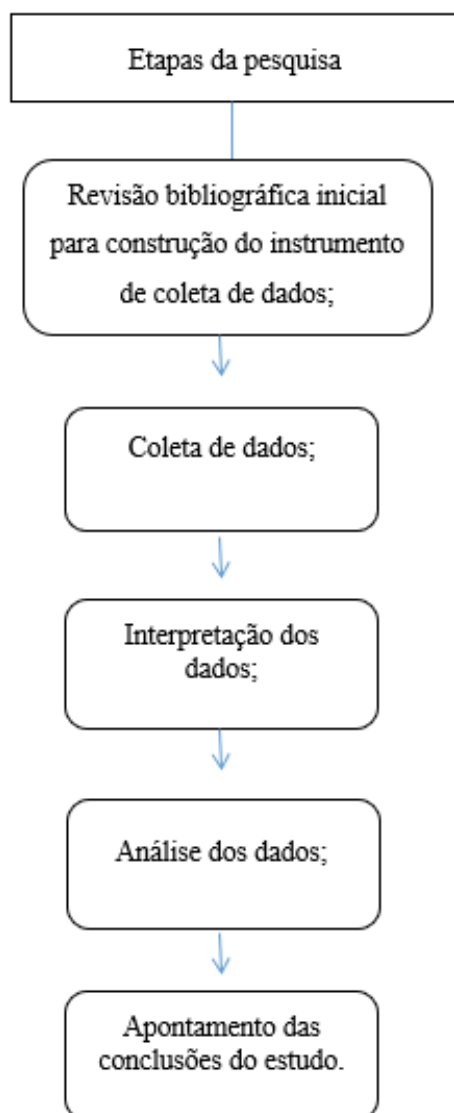 Etapas da pesquisa
Revisão bibliográfica inicial
para construção do instrumento
de coleta de dados;
Coleta de dados;
Interpretação dos
dados;
Análise dos dados;
Apontamento das
conclusões do estudo.